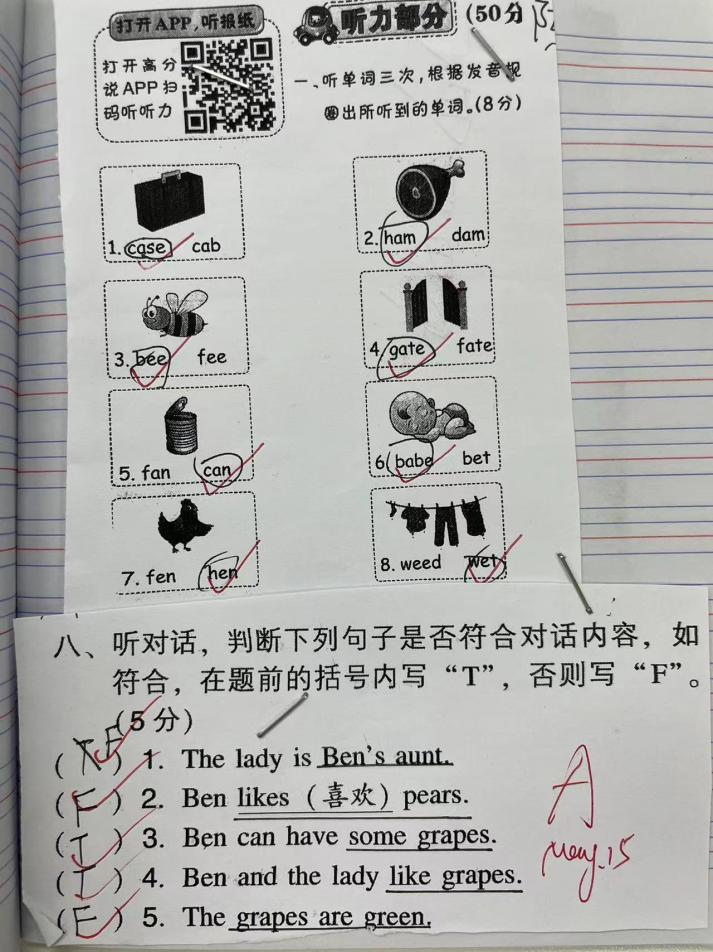 打开APP,听报纸
打开高分
说APP扫
码听听力
听力部分 (50分
一、听单词三次,根据发音规
圈出所听到的单词。(8分)
1. case cab
2. ham dam
3. bee fee
4 gate fate
5. fan can
6 babe bet
7. fen hen
8. weed wet
八、听对话,判断下列句子是否符合对话内容,如
符合,在题前的括号内写“T”,否则写“F”。
(5分)
( F ) 1. The lady is Ben's aunt.
( F ) 2. Ben likes (喜欢) pears.
( T ) 3. Ben can have some grapes.
( T ) 4. Ben and the lady like grapes.
( F ) 5. The grapes are green.
A
May.15